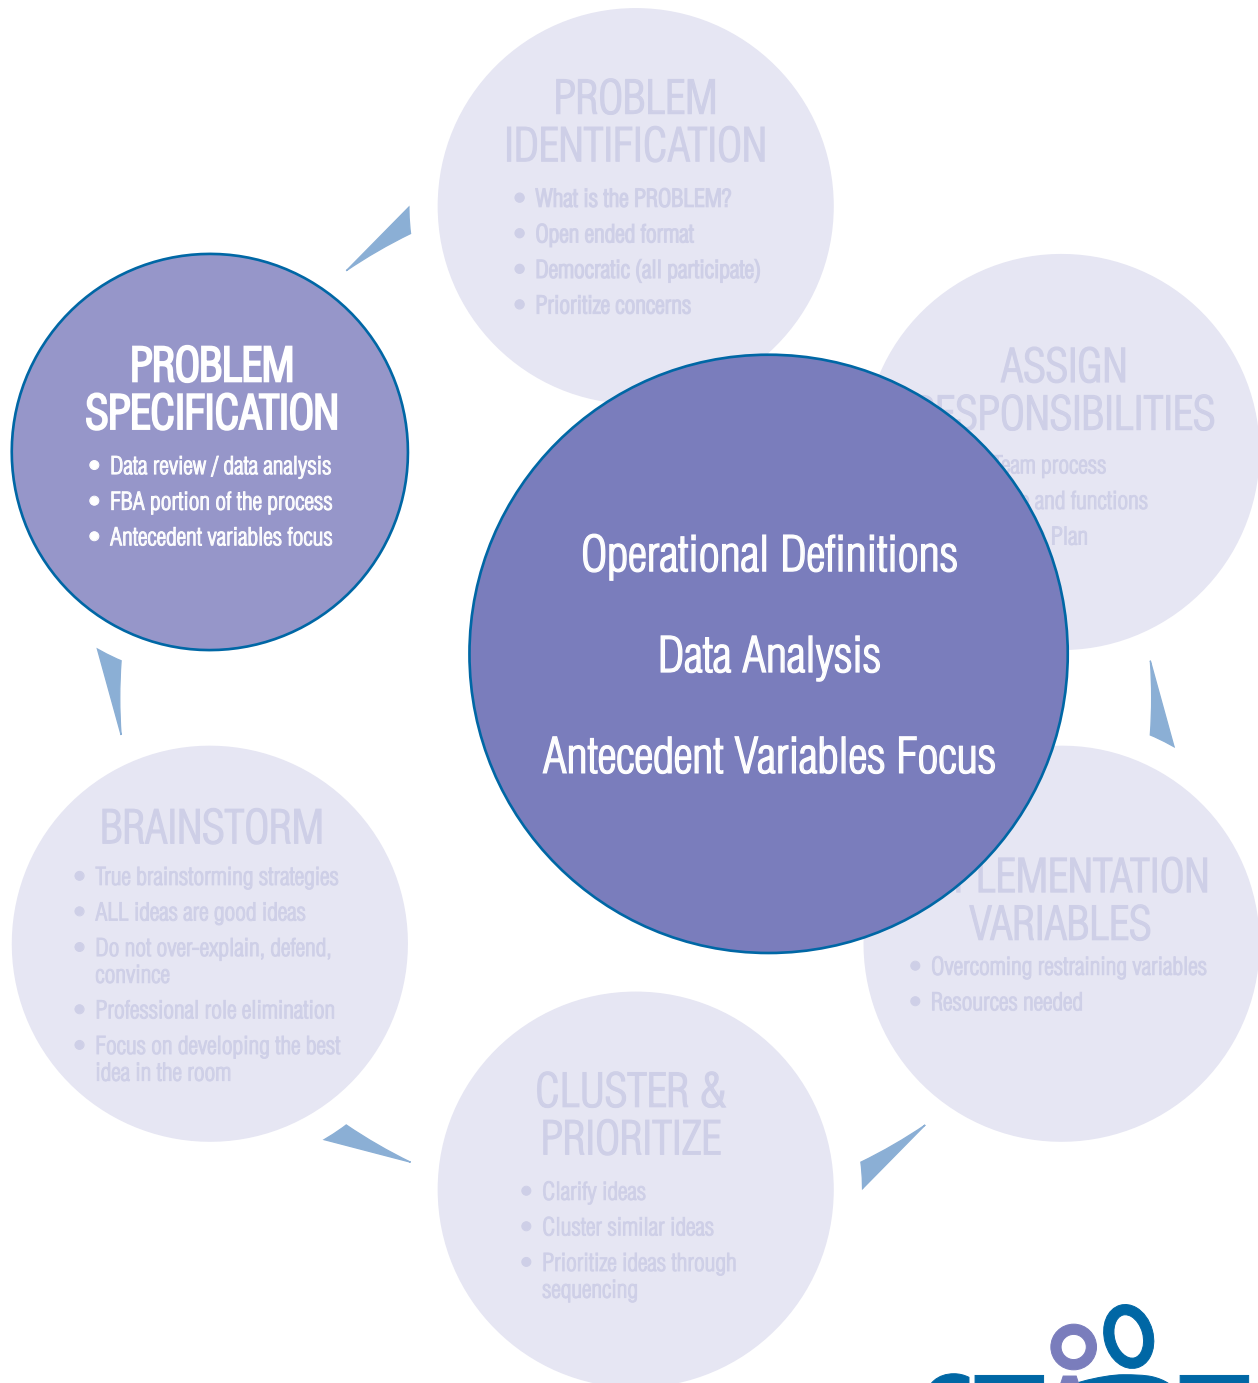 PROBLEM
IDENTIFICATION
• What is the PROBLEM?
• Open ended format
• Democratic (all participate)
• Prioritize concerns
PROBLEM
SPECIFICATION
• Data review / data analysis
• FBA portion of the process
• Antecedent variables focus
ASSIGN
Team process
and functions
Plan
Operational Definitions
Data Analysis
Antecedent Variables Focus
BRAINSTORM
• True brainstorming strategies
• ALL ideas are good ideas
• Do not over-explain, defend,
convince
• Professional role elimination
• Focus on developing the best
idea in the room
VARIABLES
• Overcoming restraining variables
• Resources needed
CLUSTER &
PRIORITIZE
• Clarify ideas
• Cluster similar ideas
• Prioritize ideas through
sequencing